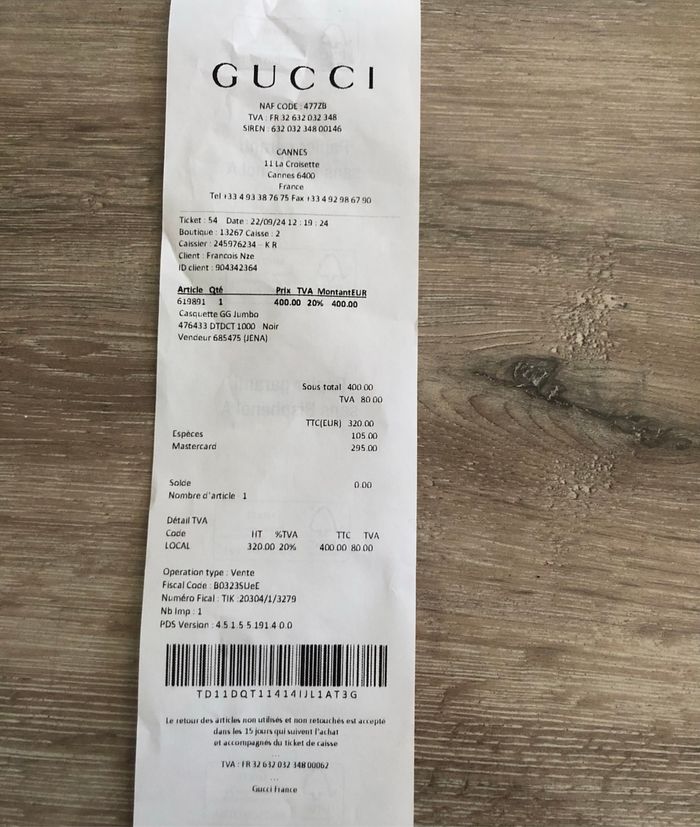 GUCCI
NAF CODE : 477ZB
TVA : FR 32 632 032 348
SIREN : 632 032 348 00146
CANNES
11 La Croisette
Cannes 6400
France
Tel +33 4 93 38 76 75 Fax +33 4 92 98 67 90
Ticket : 54 Date : 22/09/24 12 : 19 : 24
Boutique : 13267 Caisse : 2
Caissier : 245976234 - K R
Client : Francois Nze
ID client : 904342364
Article Qté Prix TVA MontantEUR
619891 1 400.00 20% 400.00
Casquette GG Jumbo
476433 DTDCT 1000 Noir
Vendeur 685475 (JENA)
Sous total 400.00
TVA 80.00
TTC(EUR) 320.00
Espèces 105.00
Mastercard 295.00
Solde 0.00
Nombre d'article 1
Détail TVA
Code HT %TVA TTC TVA
LOCAL 320.00 20% 400.00 80.00
Operation type : Vente
Fiscal Code : B0323SUeE
Numéro Fical : TIK :20304/1/3279
Nb Imp : 1
PDS Version : 4.5.1.5 5.191.4.0.0
TD11DQT11414IJL1AT3G
Le retour des articles non utilisés et non retouchés est accepté
dans les 15 jours qui suivent l'achat
et accompagnés du ticket de caisse
...
TVA : FR 32 632 032 348 00062
...
Gucci France